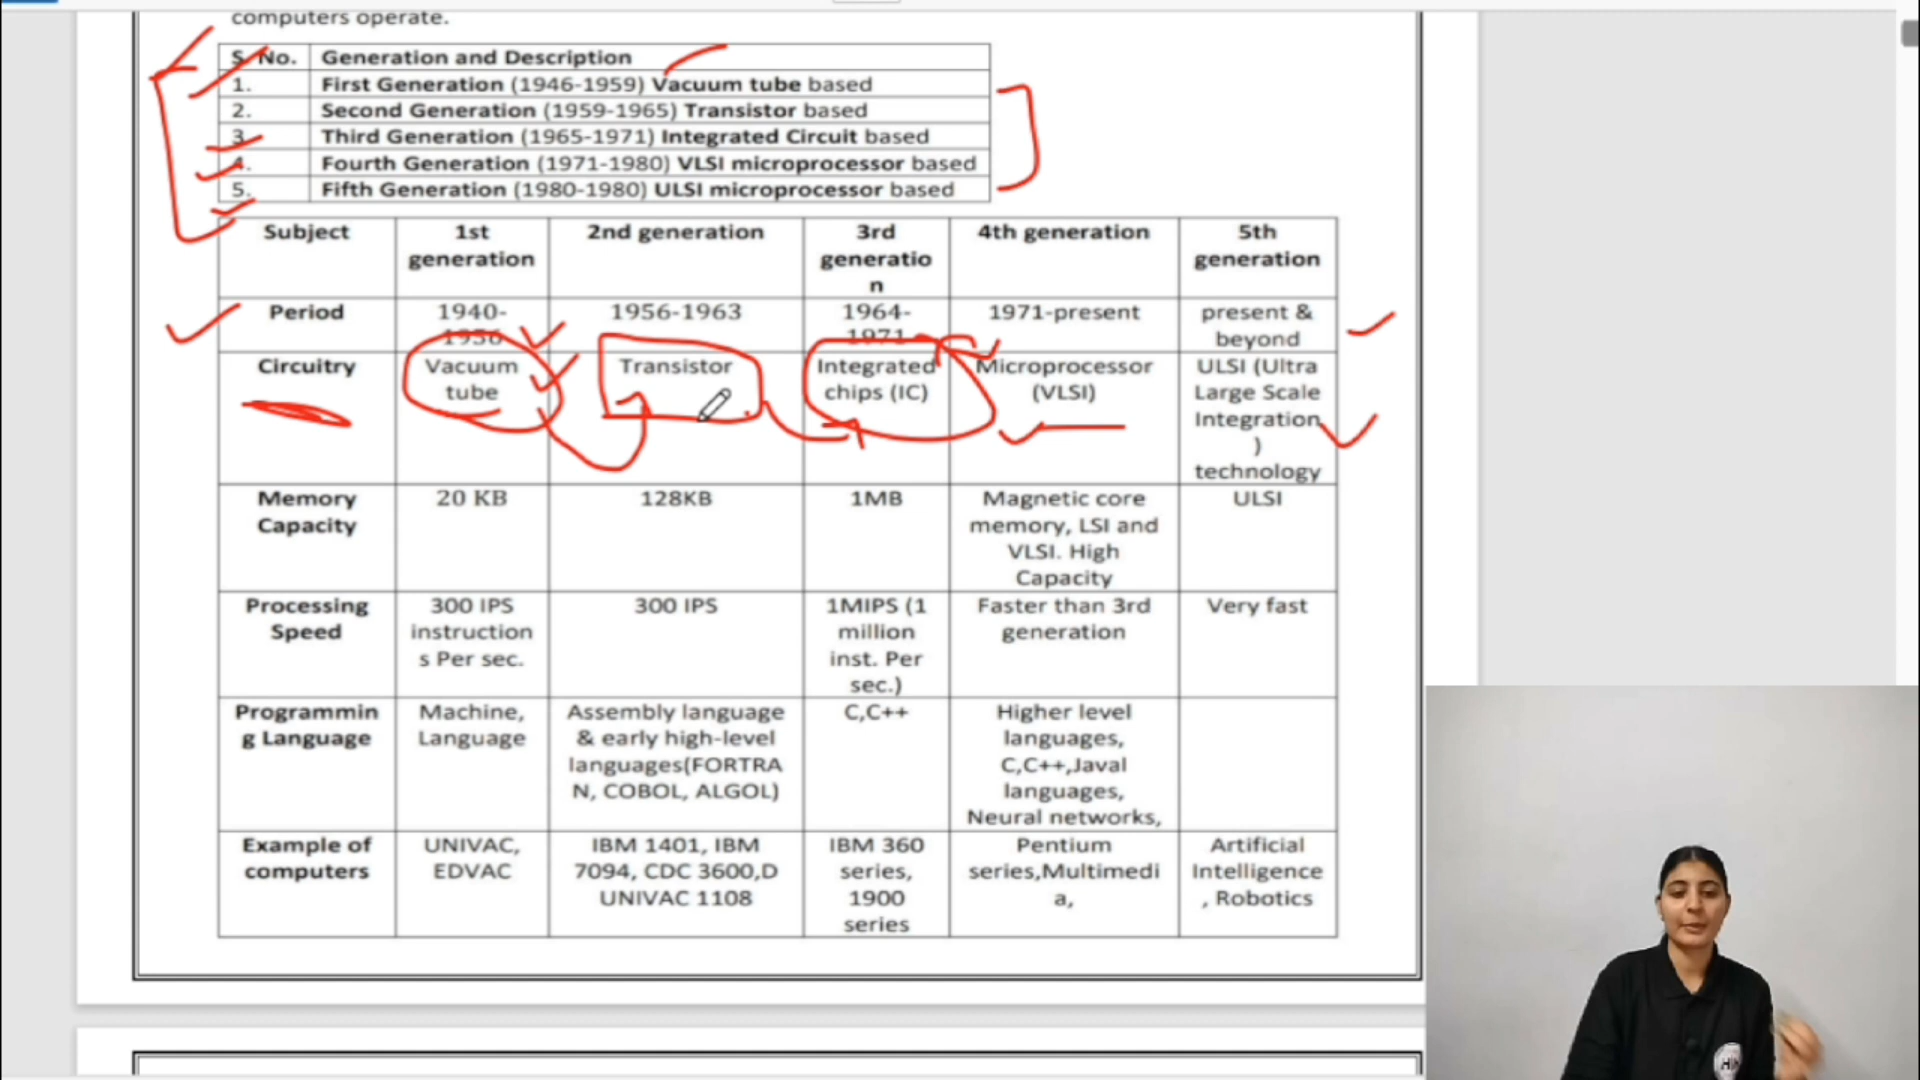 computers operate.
S.No. Generation and Description
1. First Generation (1946-1959) Vacuum tube based
2. Second Generation (1959-1965) Transistor based
3. Third Generation (1965-1971) Integrated Circuit based
4. Fourth Generation (1971-1980) VLSI microprocessor based
5. Fifth Generation (1980-1980) ULSI microprocessor based
Subject 1st 2nd generation 3rd 4th generation 5th
generation generatio generation
n
Period 1940- 1956-1963 1964- 1971-present present &
1956 1971 beyond
Circuitry Vacuum Transistor Integrated Microprocessor ULSI (Ultra
tube chips (IC) (VLSI) Large Scale
Integration
)
technology
Memory 20 KB 128KB 1MB Magnetic core ULSI
Capacity memory, LSI and
VLSI. High
Capacity
Processing 300 IPS 300 IPS 1MIPS (1 Faster than 3rd Very fast
Speed instruction million generation
s Per sec. inst. Per
sec.)
Programmin Machine, Assembly language C,C++ Higher level
g Language Language & early high-level languages,
languages(FORTRA C,C++,Javal
N, COBOL, ALGOL) languages,
Neural networks,
Example of UNIVAC, IBM 1401, IBM IBM 360 Pentium Artificial
computers EDVAC 7094, CDC 3600,D series, series,Multimedi Intelligence
UNIVAC 1108 1900 a, , Robotics
series